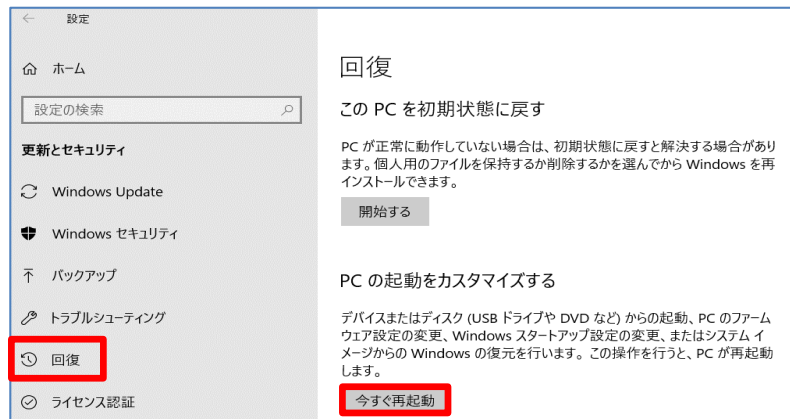 設定
ホーム
設定の検索
更新とセキュリティ
Windows Update
Windows セキュリティ
バックアップ
トラブルシューティング
回復
ライセンス認証
回復
この PC を初期状態に戻す
PC が正常に動作していない場合は、初期状態に戻すと解決する場合があり
ます。個人用のファイルを保持するか削除するかを選んでから Windows を再
インストールできます。
開始する
PC の起動をカスタマイズする
デバイスまたはディスク (USB ドライブや DVD など) からの起動、PC のファーム
ウェア設定の変更、Windows スタートアップ設定の変更、またはシステム イ
メージからの Windows の復元を行います。この操作を行うと、PC が再起動
します。
今すぐ再起動